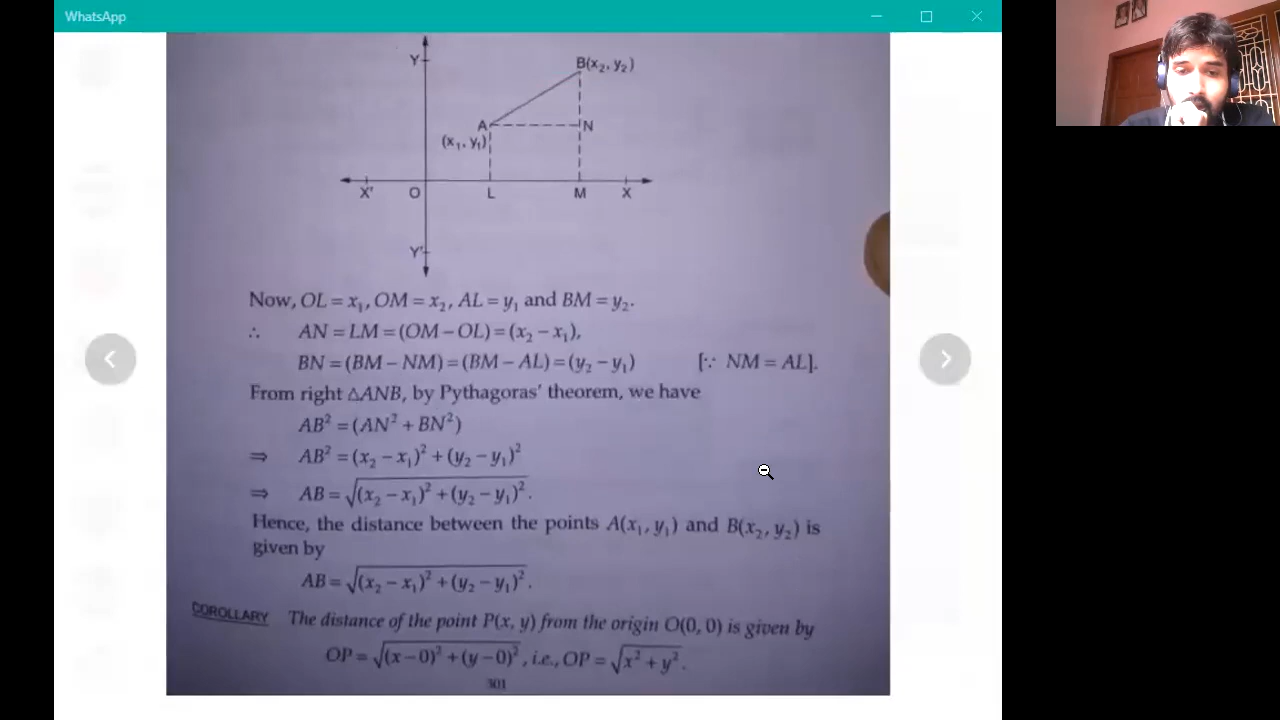 WhatsApp
Y
B(x₂, y₂)
A
N
(x₁, y₁)
X' O L M X
Y'
Now, OL = x₁, OM = x₂, AL = y₁ and BM = y₂.
∴ AN = LM = (OM − OL) = (x₂ − x₁),
BN = (BM − NM) = (BM − AL) = (y₂ − y₁) [∵ NM = AL].
From right △ANB, by Pythagoras' theorem, we have
AB² = (AN² + BN²)
⇒ AB² = (x₂ − x₁)² + (y₂ − y₁)²
⇒ AB = √(x₂ − x₁)² + (y₂ − y₁)².
Hence, the distance between the points A(x₁, y₁) and B(x₂, y₂) is
given by
AB = √(x₂ − x₁)² + (y₂ − y₁)².
COROLLARY The distance of the point P(x, y) from the origin O(0, 0) is given by
OP = √(x − 0)² + (y − 0)², i.e., OP = √x² + y².
301